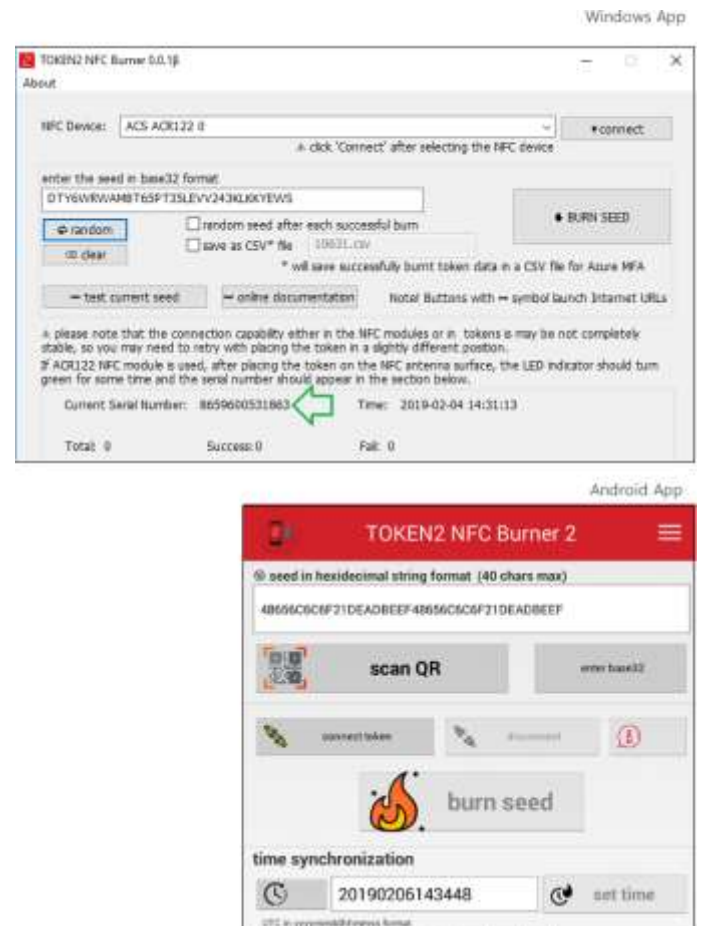 Windows App
TOKEN2 NFC Burner 0.0.1β
About
NFC Device: ACS ACR122 0 connect
click 'Connect' after selecting the NFC device
enter the seed in base32 format
random
random seed after each successful burn
BURN SEED
clear
save as CSV* file 10631.csv
* will save successfully burnt token data in a CSV file for Azure MFA
test current seed online documentation Note! Buttons with symbol launch Internet URLs
please note that the connection capability either in the NFC modules or in tokens is may be not completely
stable, so you may need to retry with placing the token in a slightly different position.
If ACR122 NFC module is used, after placing the token on the NFC antenna surface, the LED indicator should turn
green for some time and the serial number should appear in the section below.
Current Serial Number: 8659600531863 Time: 2019-02-04 14:31:13
Total: 0 Success: 0 Fail: 0
Android App
TOKEN2 NFC Burner 2
seed in hexidecimal string format (40 chars max)
48656C6C6F21DEADBEEF48656C6C6F21DEADBEEF
scan QR enter base32
connect token disconnect
burn seed
time synchronization
20190206143448 set time